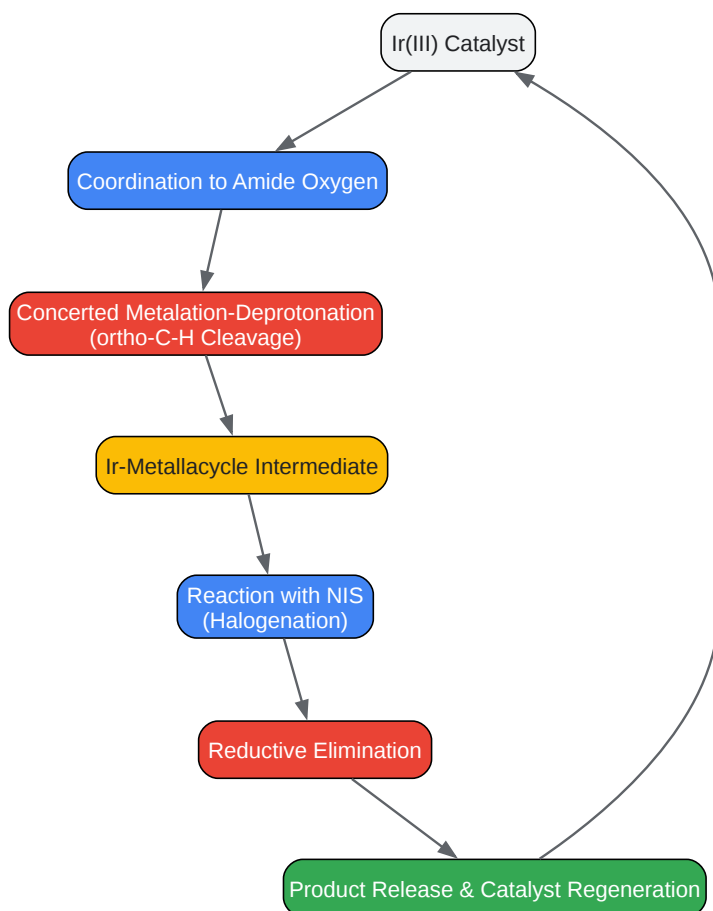 Ir(III) Catalyst
Coordination to Amide Oxygen
Concerted Metalation-Deprotonation
(ortho-C-H Cleavage)
Ir-Metallacycle Intermediate
Reaction with NIS
(Halogenation)
Reductive Elimination
Product Release & Catalyst Regeneration